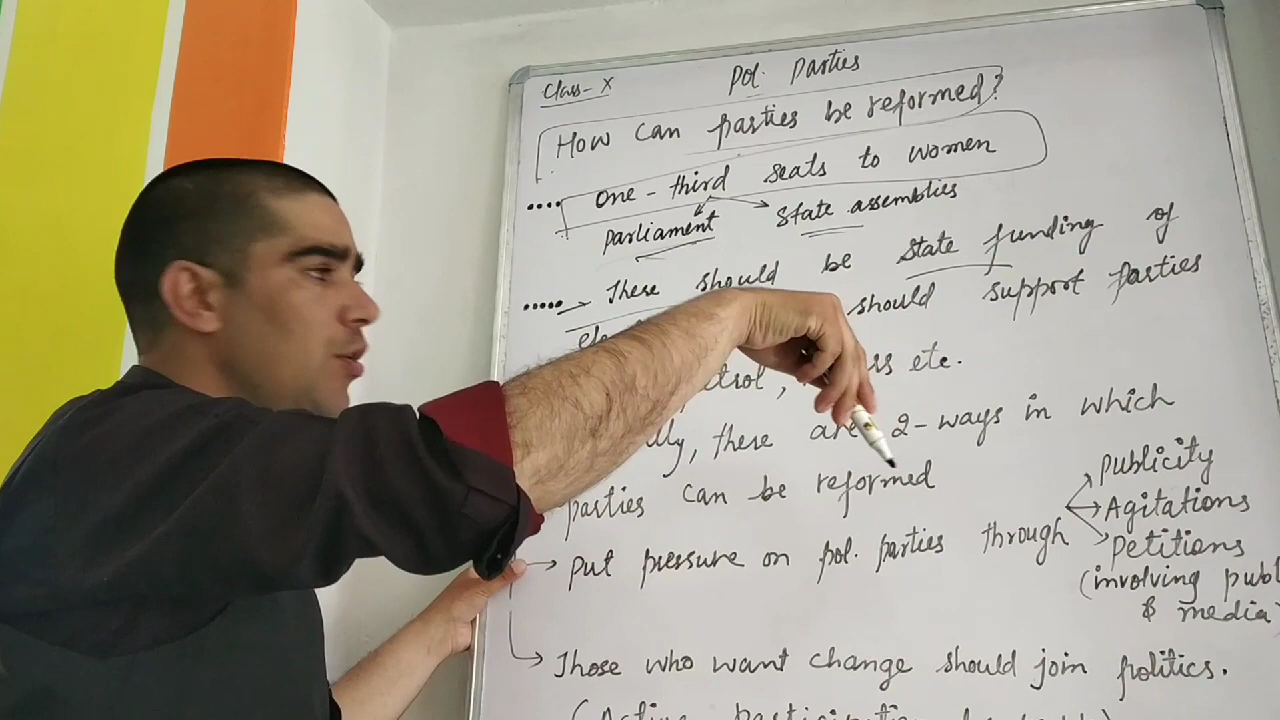 Class- X
Pol. Parties
How can parties be reformed?
.... One-third seats to women
Parliament State assemblies
..... There should be state funding of
should support parties
etc.
there are 2-ways in which
parties can be reformed
Put pressure on pol. parties through
Publicity
Agitations
Petitions
(involving publ
& media)
Those who want change should join politics.